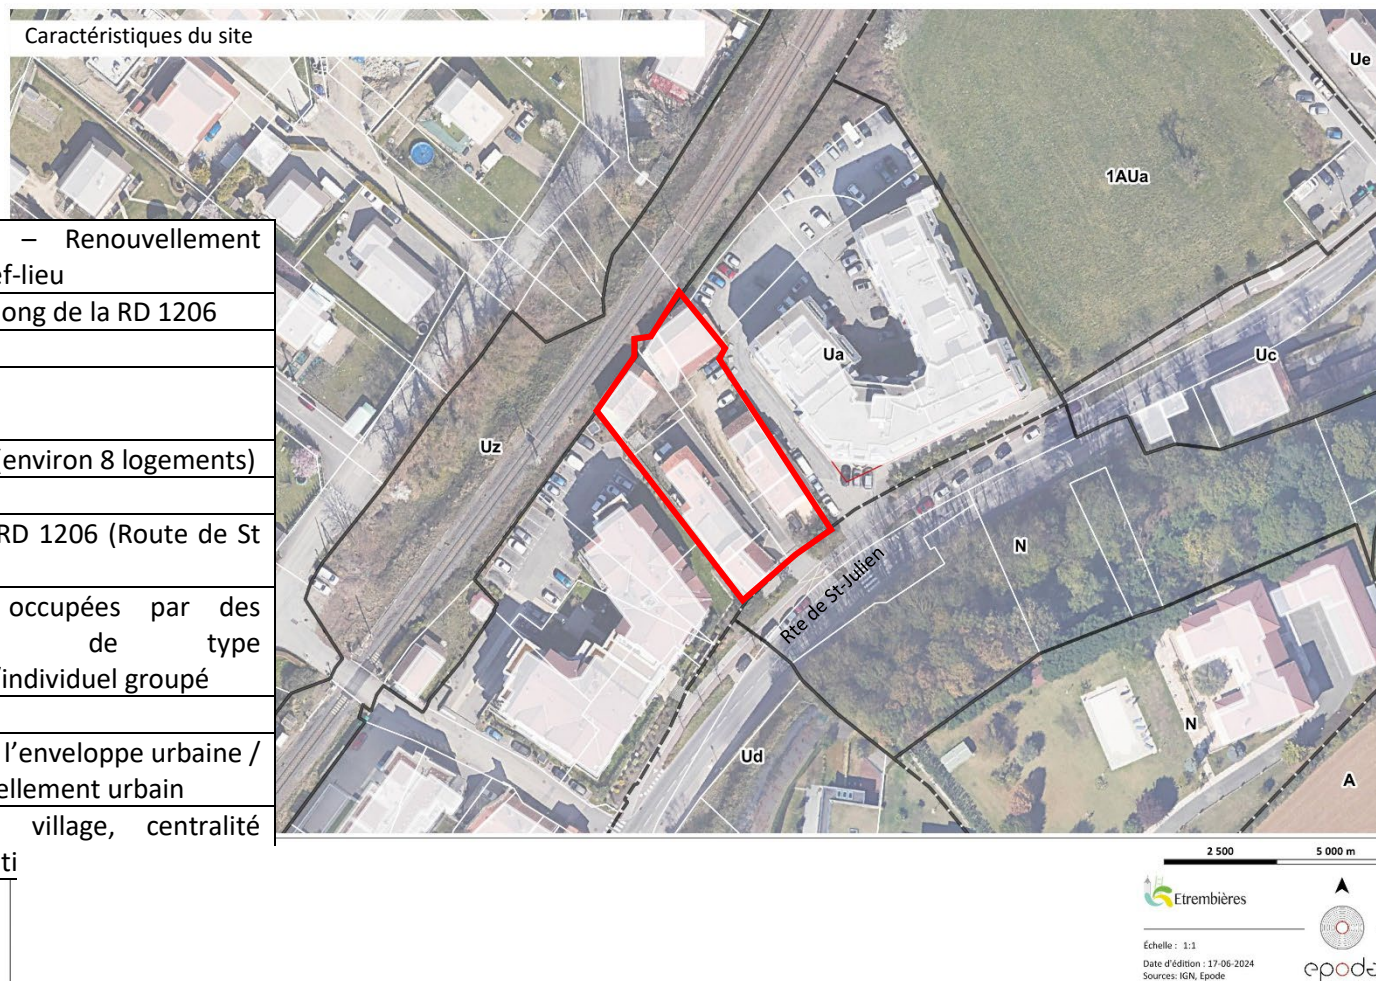 Caractéristiques du site
– Renouvellement
ef-lieu
ong de la RD 1206
(environ 8 logements)
RD 1206 (Route de St
occupées par des
de type
/individuel groupé
l'enveloppe urbaine /
ellement urbain
village, centralité
ti
Ue
1AUa
Ua
Uc
Uz
N
Rte de St-Julien
Ud
N
A
2 500 5 000 m
Etrembières
Échelle : 1:1
Date d'édition : 17-06-2024
Sources: IGN, Epode
epode